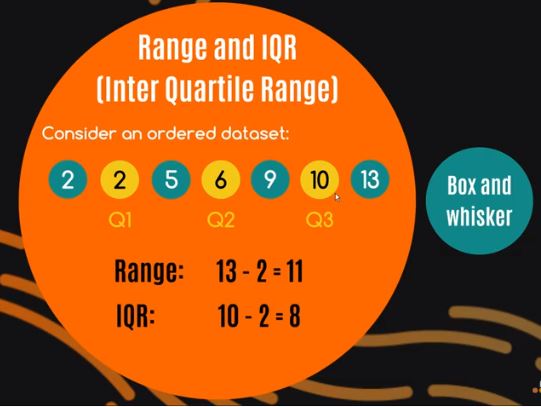 Range and IQR
(Inter Quartile Range)
Consider an ordered dataset:
2 2 5 6 9 10 13
Q1 Q2 Q3
Box and
whisker
Range: 13 - 2 = 11
IQR: 10 - 2 = 8